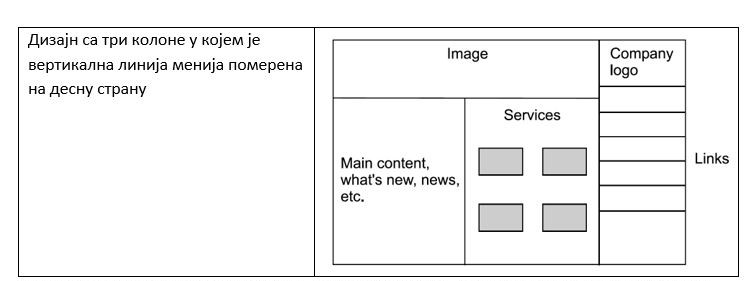 Дизајн са три колоне у којем је
вертикална линија менија померена
на десну страну
Image
Company
logo
Services
Main content,
what's new, news,
etc.
Links